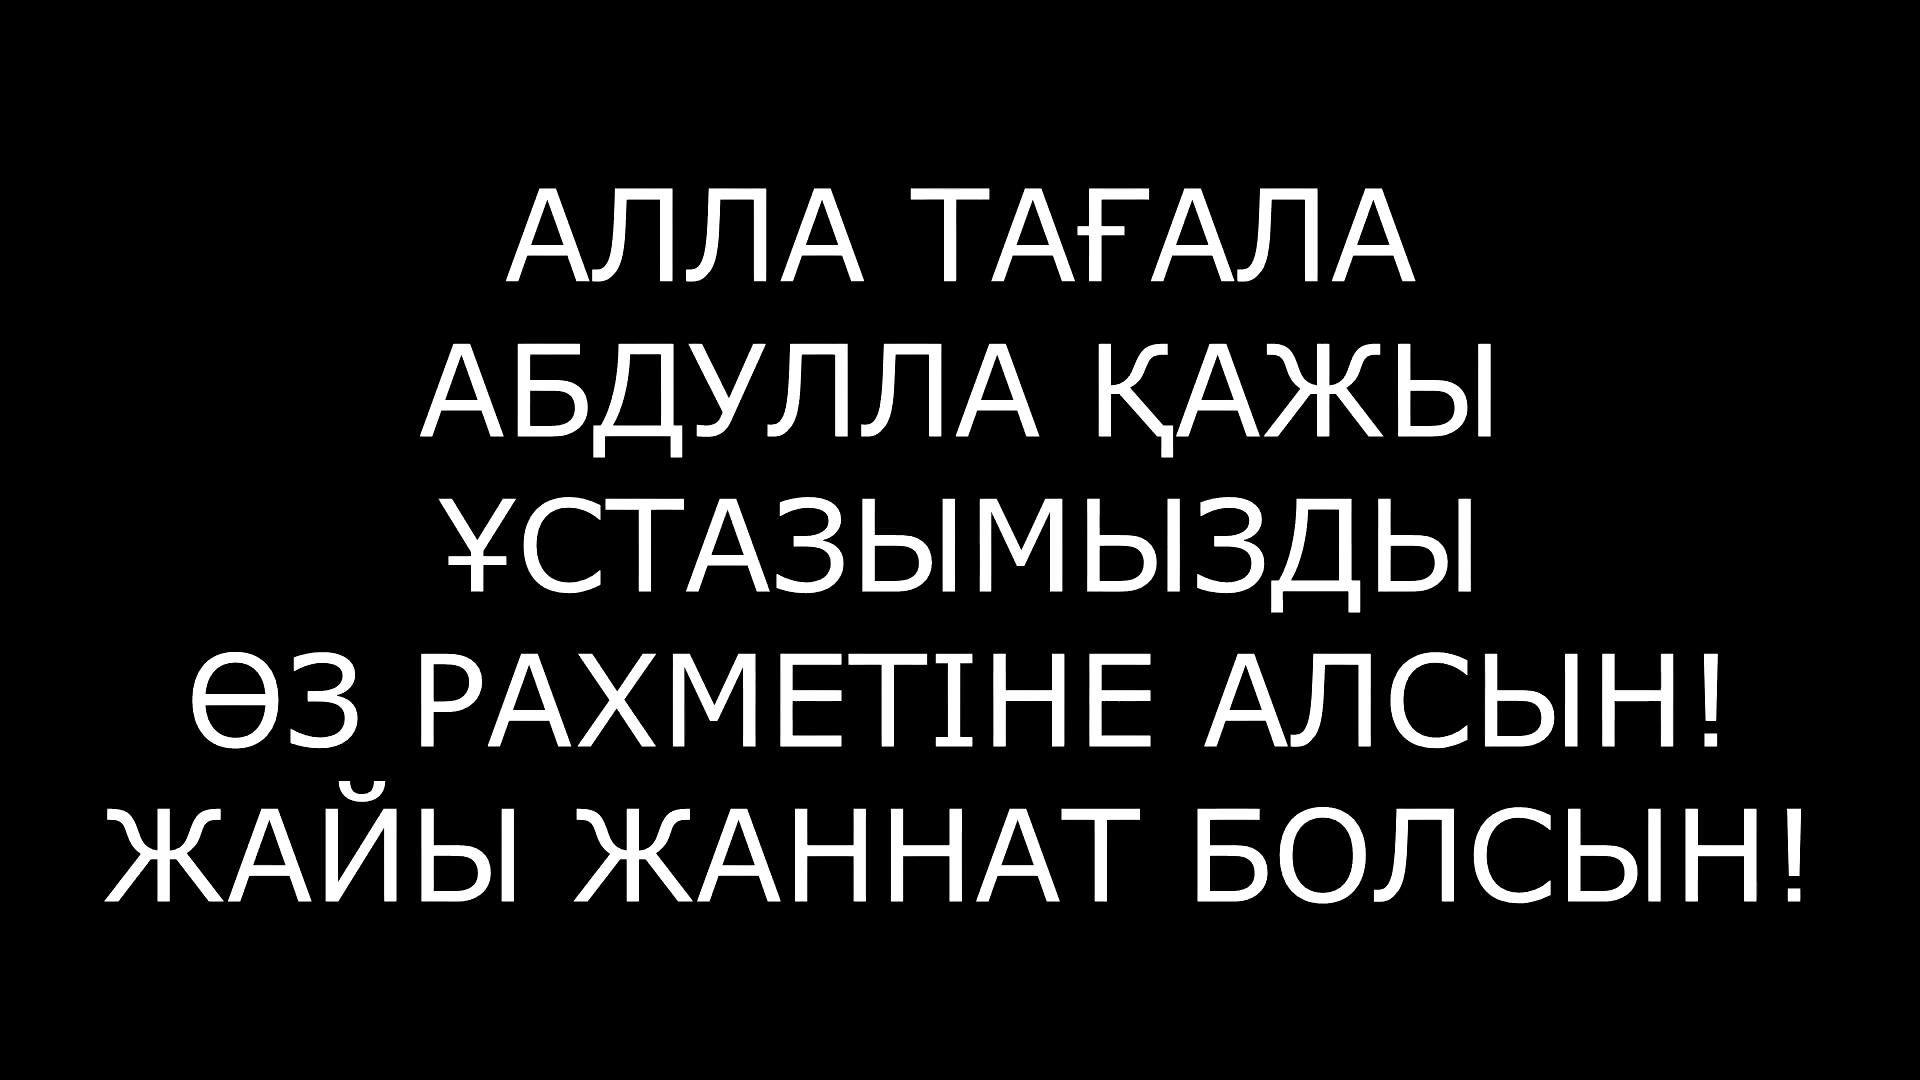 АЛЛА ТАҒАЛА
АБДУЛЛА ҚАЖЫ
ҰСТАЗЫМЫЗДЫ
ӨЗ РАХМЕТІНЕ АЛСЫН!
ЖАЙЫ ЖАННАТ БОЛСЫН!